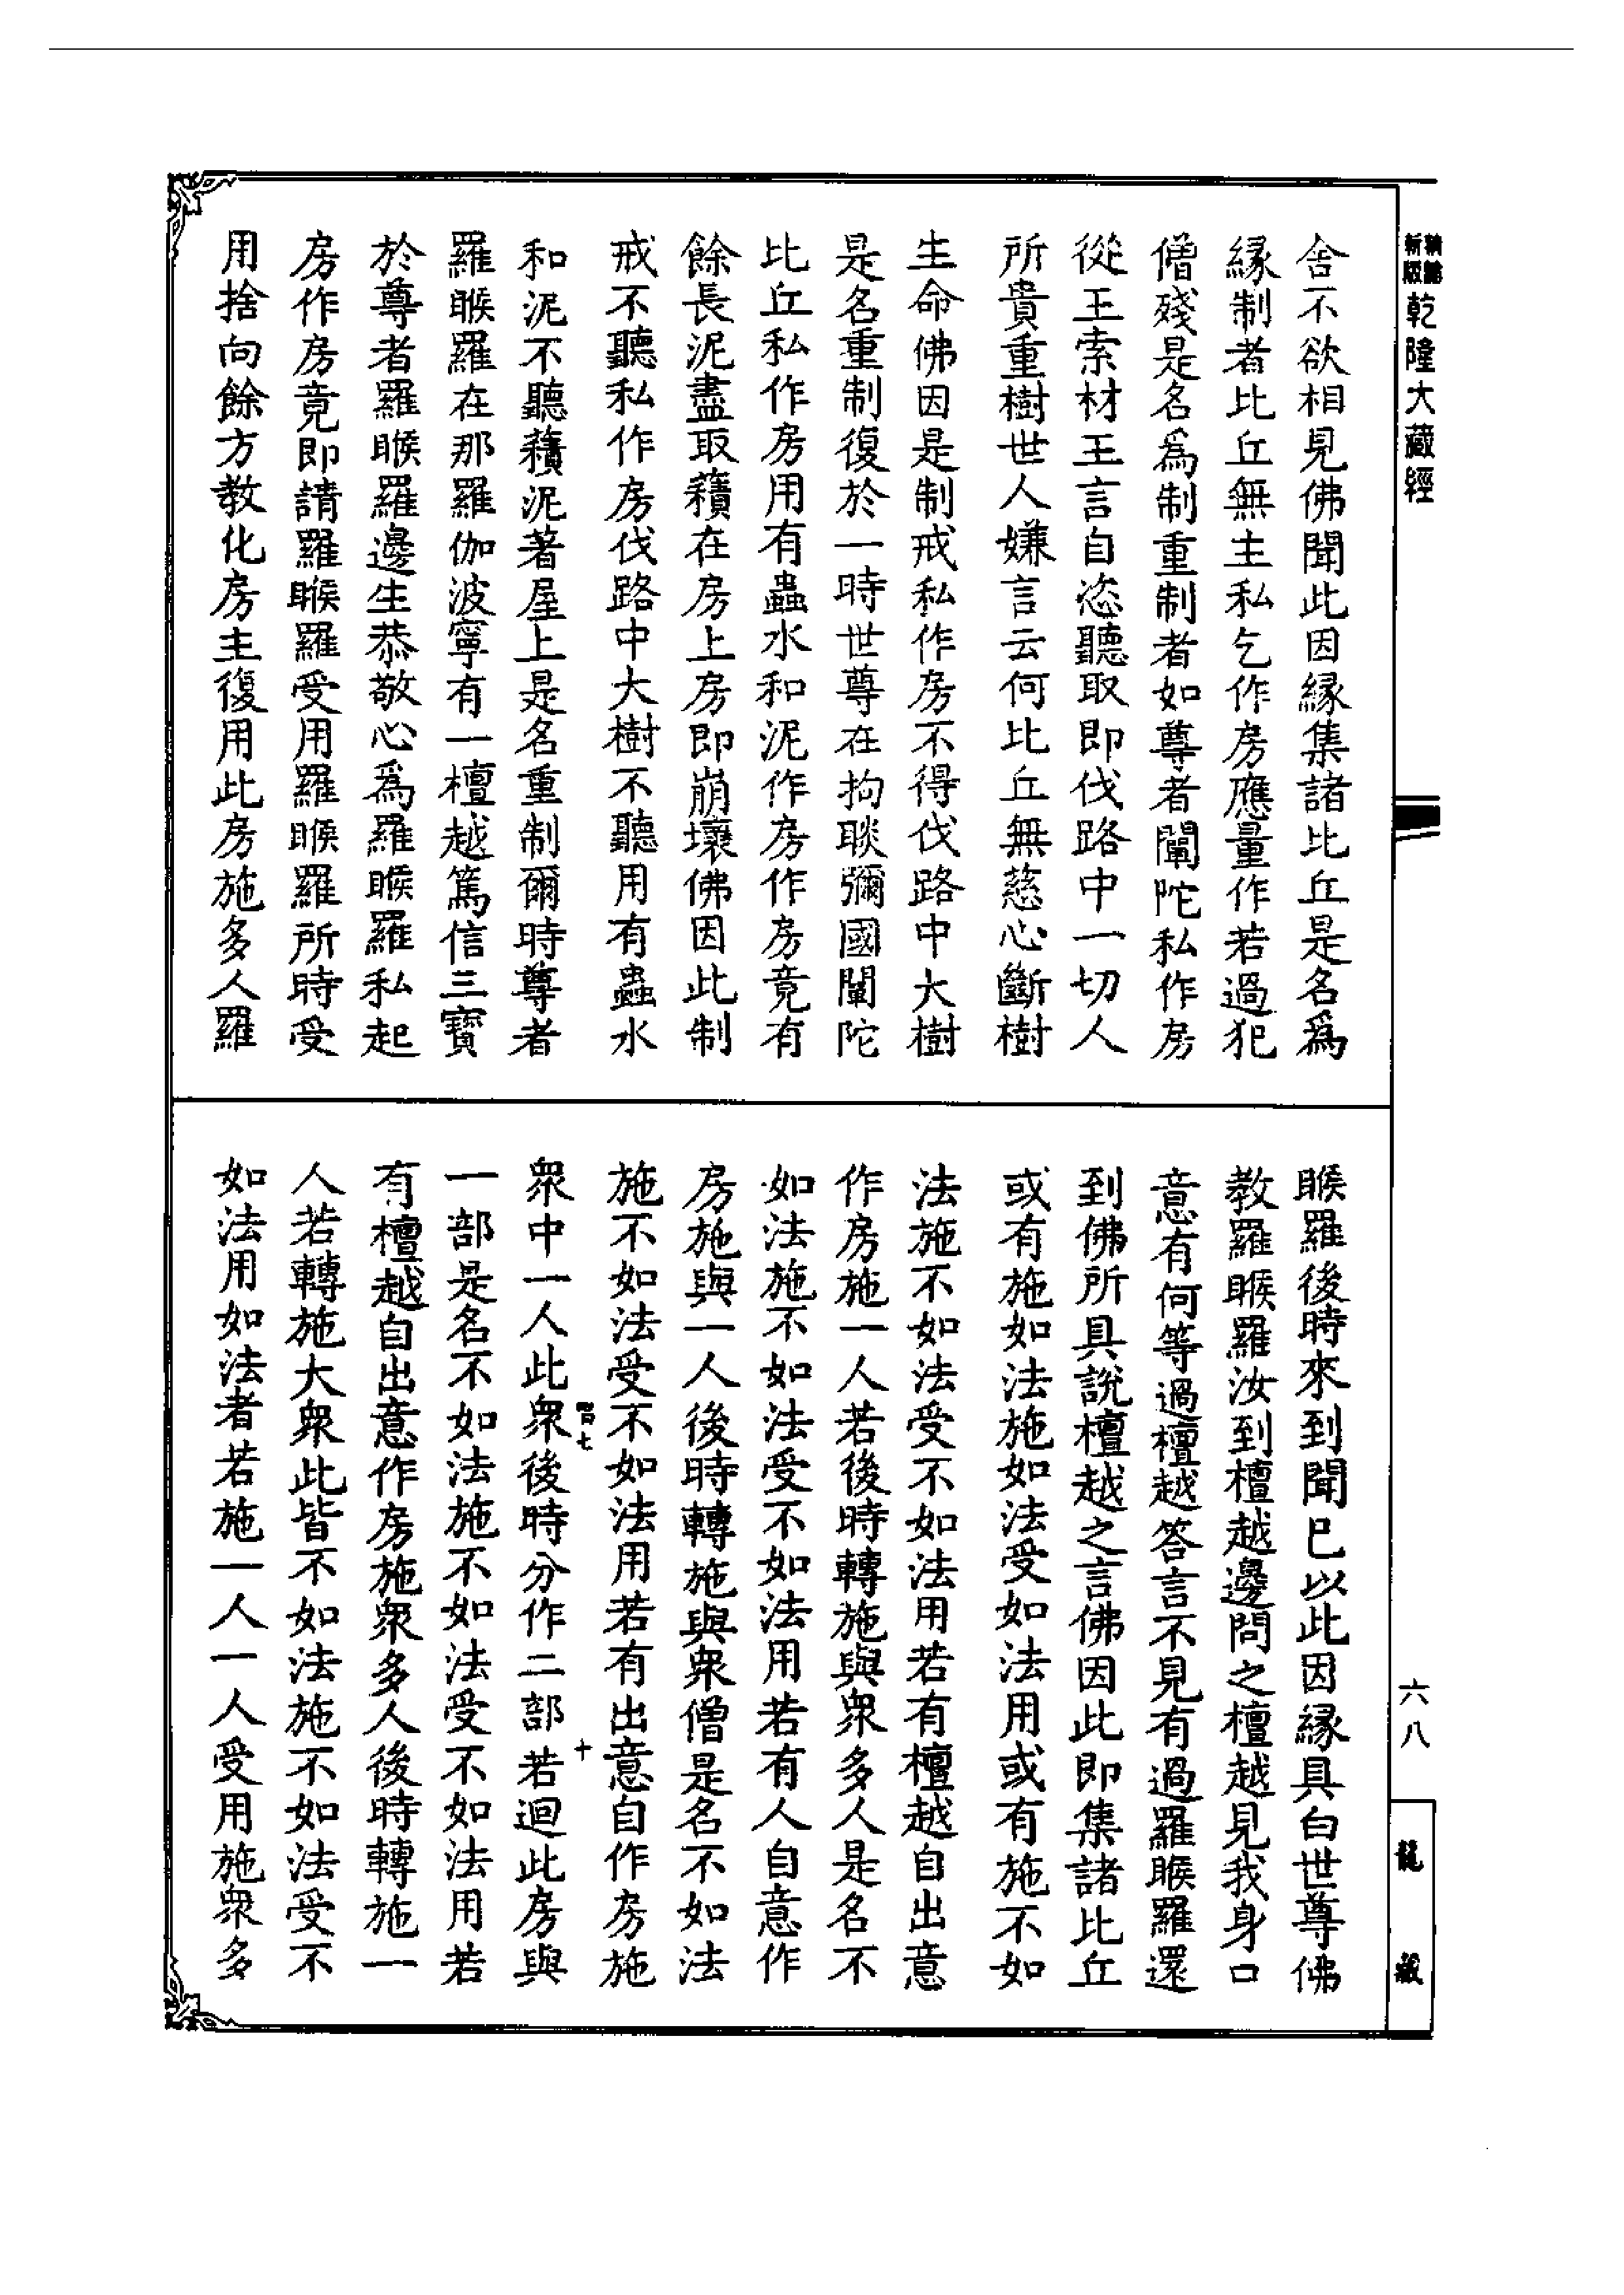 新版精編乾隆大藏經
舍不欲相見佛聞此因緣集諸比丘是名爲
緣制者比丘無主私乞作房應量作若過犯
僧殘是名爲制重制者如尊者闡陀私作房
從王索材王言自恣聽取即伐路中一切人
所貴重樹世人嫌言云何比丘無慈心斷樹
生命佛因是制戒私作房不得伐路中大樹
是名重制復於一時世尊在拘睒彌國闡陀
比丘私作房用有蟲水和泥作房作房竟有
餘長泥盡取積在房上房即崩壞佛因此制
戒不聽私作房伐路中大樹不聽用有蟲水
和泥不聽積泥著屋上是名重制爾時尊者
羅睺羅在那羅伽波寧有一檀越篤信三寶
於尊者羅睺羅邊生恭敬心爲羅睺羅私起
房作房竟即請羅睺羅受用羅睺羅所時受
用捨向餘方教化房主復用此房施多人羅
睺羅後時來到聞已以此因緣具白世尊佛
教羅睺羅汝到檀越邊問之檀越見我身口
意有何等過檀越答言不見有過羅睺羅還
到佛所具說檀越之言佛因此即集諸比丘
或有施如法施如法受如法用或有施不如
法施不如法受不如法用若有檀越自出意
作房施一人若後時轉施與衆多人是名不
如法施不如法受不如法用若有人自意作
房施與一人後時轉施與衆僧是名不如法
施不如法受不如法用若有出意自作房施
衆中一人此衆後時分作二部若迴此房與
一部是名不如法施不如法受不如法用若
有檀越自出意作房施衆多人後時轉施一
人若轉施大衆此皆不如法施不如法受不
如法用如法者若施一人一人受用施衆多
六八
龍藏